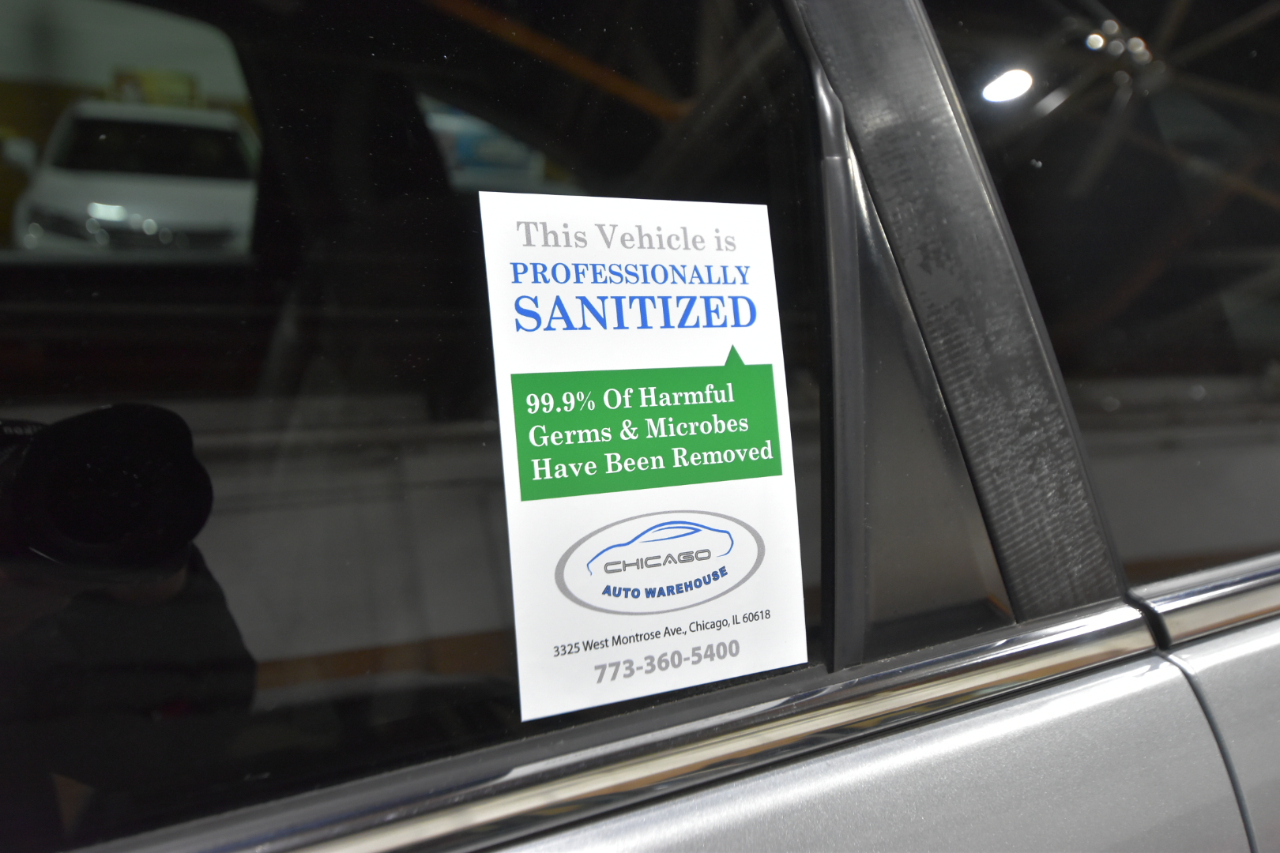 This Vehicle is
PROFESSIONALLY
SANITIZED
99.9% Of Harmful
Germs & Microbes
Have Been Removed
CHICAGO
AUTO WAREHOUSE
3325 West Montrose Ave., Chicago, IL 60618
773-360-5400